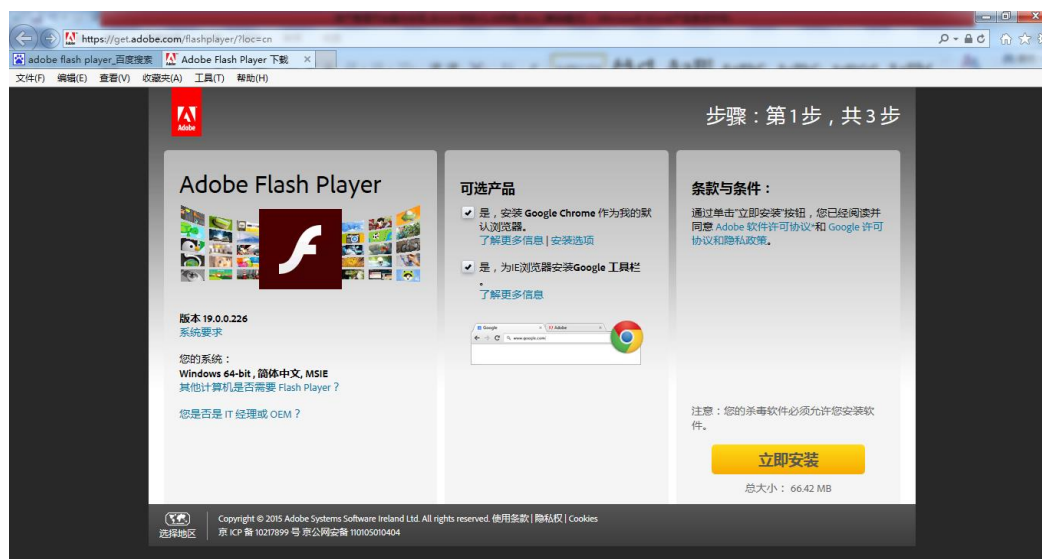 https://get.adobe.com/flashplayer/?loc=cn
adobe flash player_百度搜索
Adobe Flash Player 下载
文件(F) 编辑(E) 查看(V) 收藏夹(A) 工具(T) 帮助(H)
Adobe
步骤：第1步，共3步
Adobe Flash Player
版本 19.0.0.226
系统要求
您的系统：
Windows 64-bit , 简体中文, MSIE
其他计算机是否需要 Flash Player？
您是否是 IT 经理或 OEM？
可选产品
是，安装 Google Chrome 作为我的默
认浏览器。
了解更多信息 | 安装选项
是，为IE浏览器安装Google 工具栏
。
了解更多信息
Google
Adobe
www.google.com
条款与条件：
通过单击“立即安装”按钮，您已经阅读并
同意 Adobe 软件许可协议*和 Google 许可
协议和隐私政策。
注意：您的杀毒软件必须允许您安装软
件。
立即安装
总大小： 66.42 MB
选择地区
Copyright © 2015 Adobe Systems Software Ireland Ltd. All rights reserved. 使用条款 | 隐私权 | Cookies
京 ICP 备 10217899 号 京公网安备 110105010404